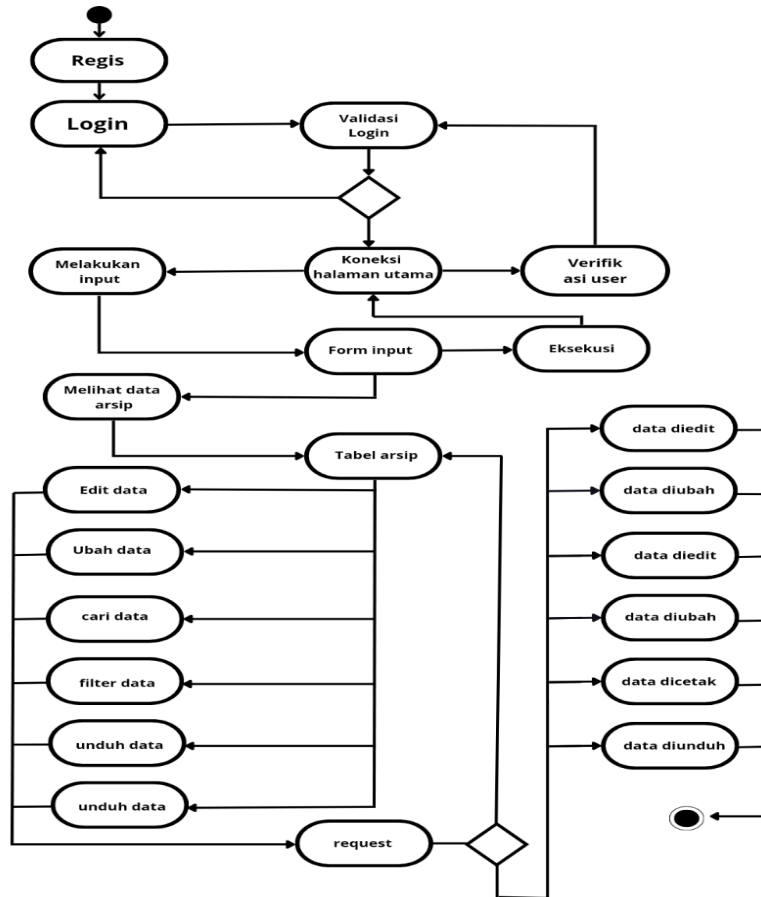 Regis
Login
Validasi
Login
Koneksi
halaman utama
Melakukan
input
Verifik
asi user
Form input
Eksekusi
Melihat data
arsip
Tabel arsip
Edit data
Ubah data
cari data
filter data
unduh data
unduh data
request
data diedit
data diubah
data diedit
data diubah
data dicetak
data diunduh